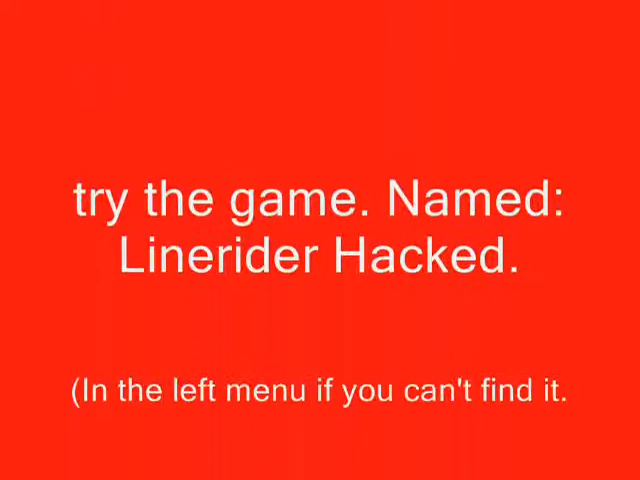 try the game. Named:
Linerider Hacked.
(In the left menu if you can't find it.